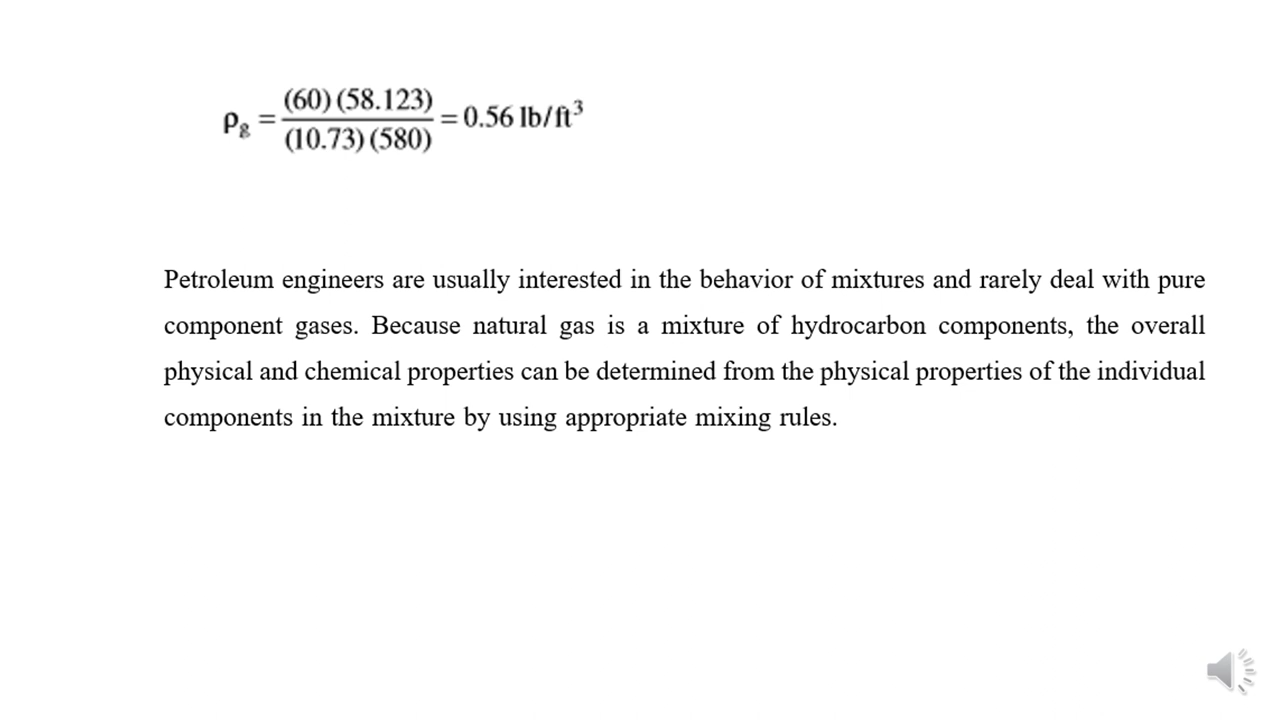 ρg = (60) (58.123) / (10.73) (580) = 0.56 lb/ft³
Petroleum engineers are usually interested in the behavior of mixtures and rarely deal with pure
component gases. Because natural gas is a mixture of hydrocarbon components, the overall
physical and chemical properties can be determined from the physical properties of the individual
components in the mixture by using appropriate mixing rules.